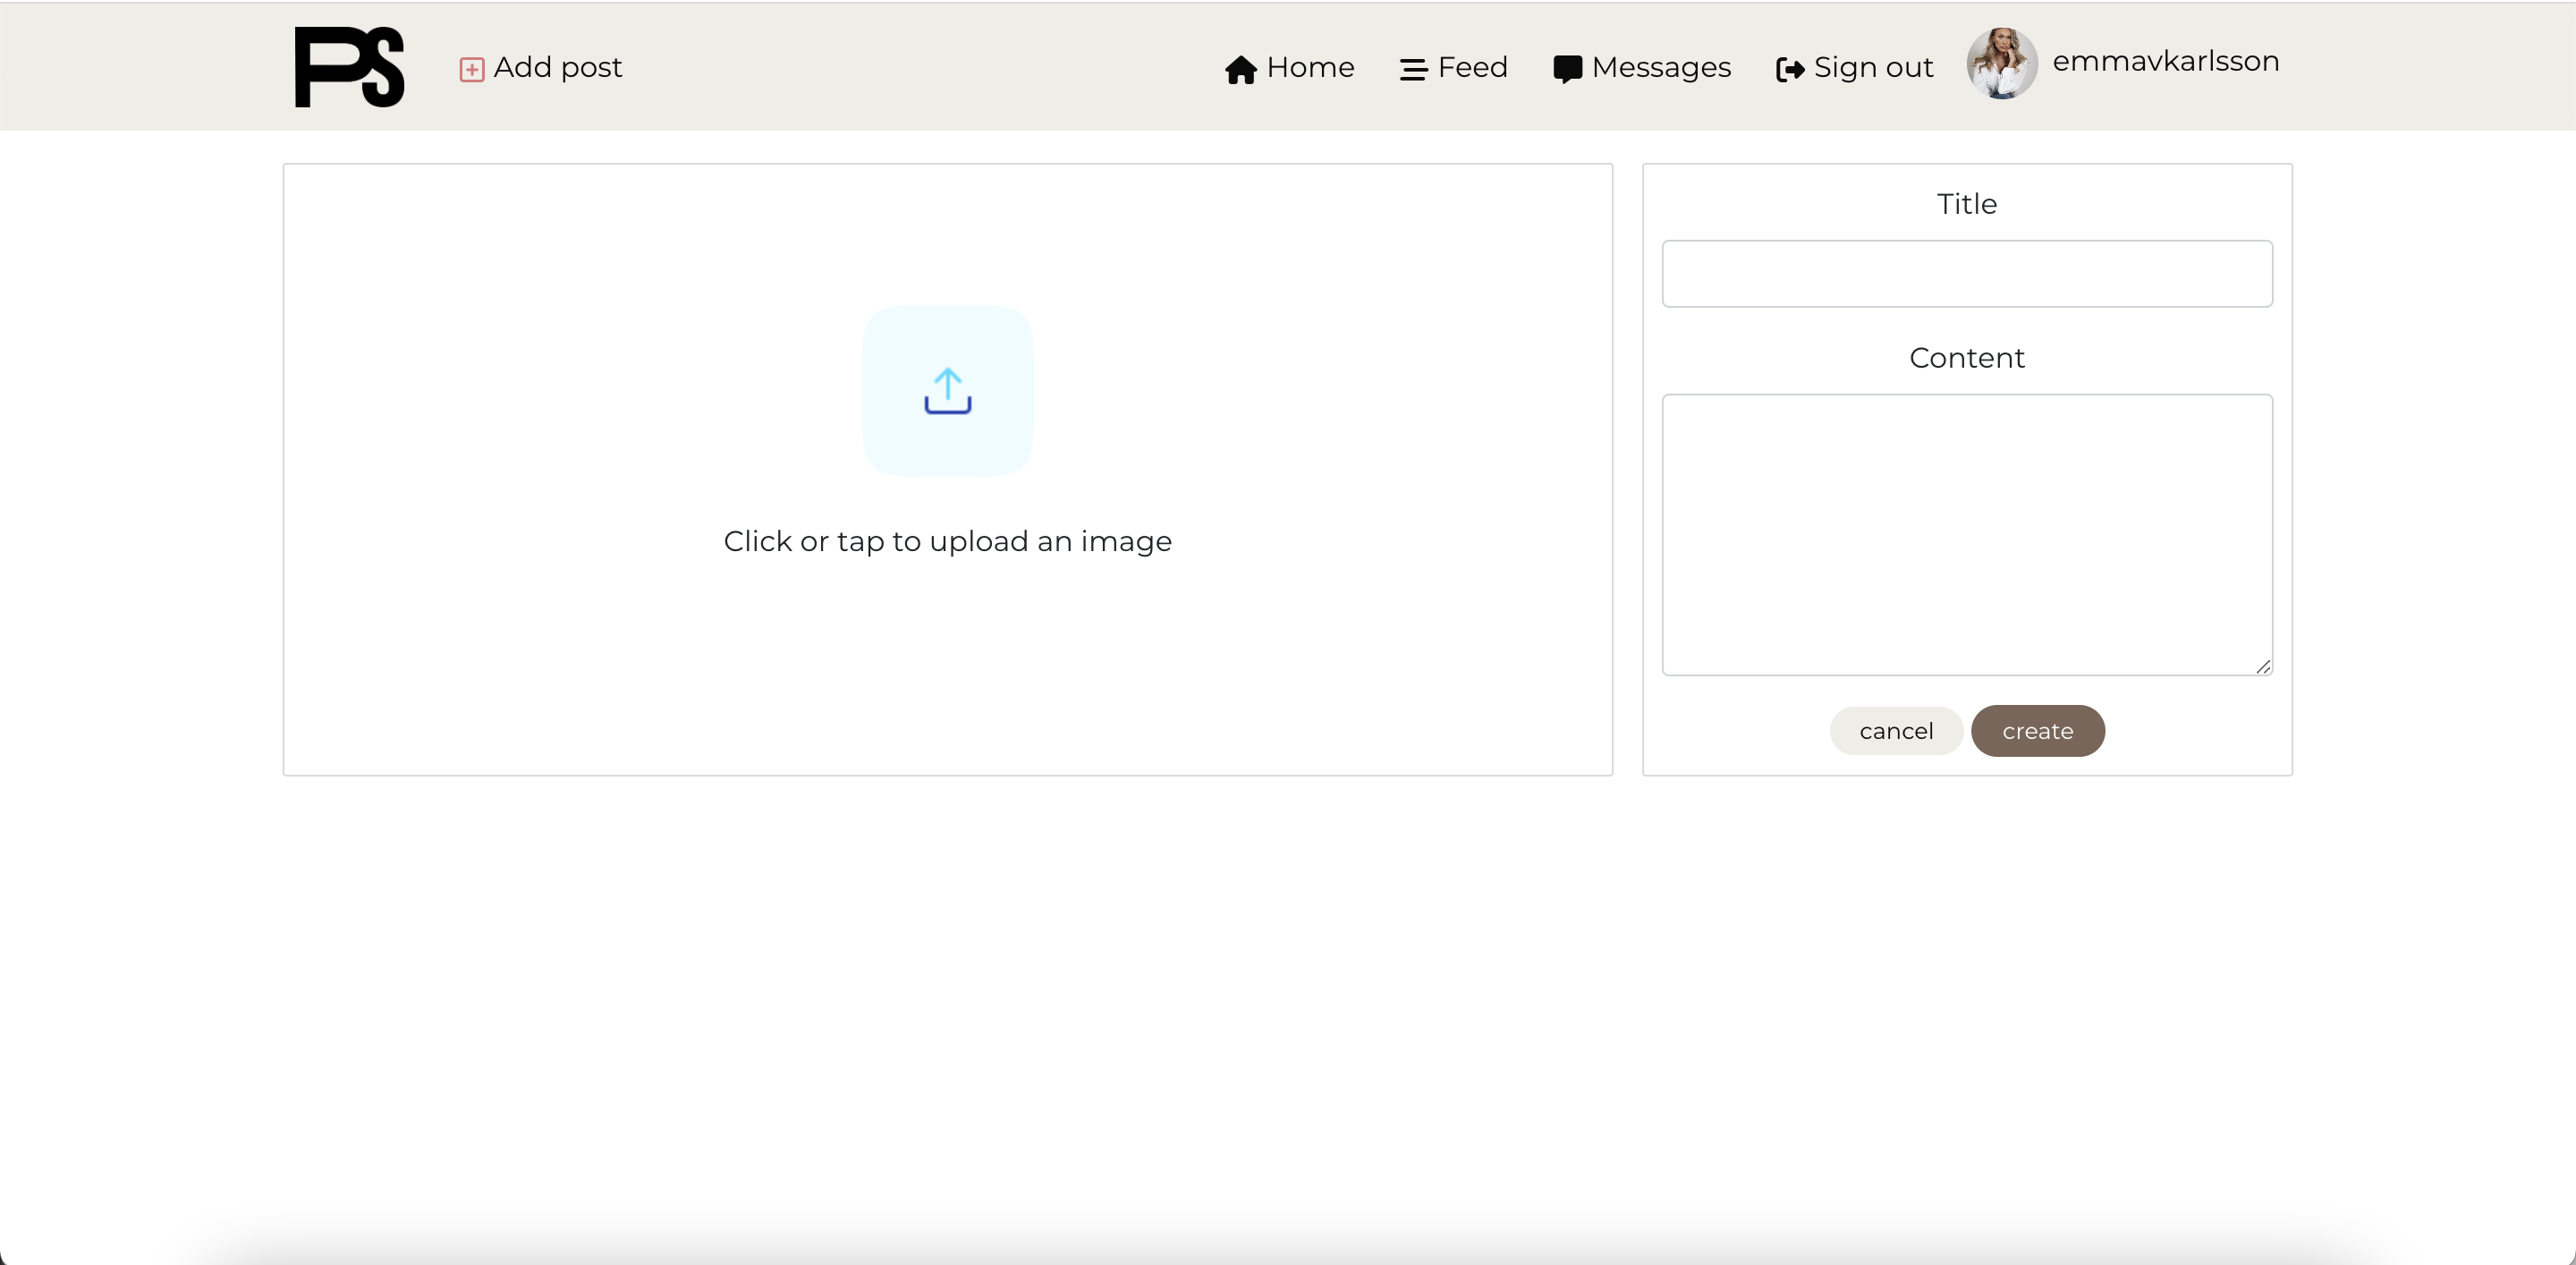 PS
Add post
Home
Feed
Messages
Sign out
emmavkarlsson
Click or tap to upload an image
Title
Content
cancel
create